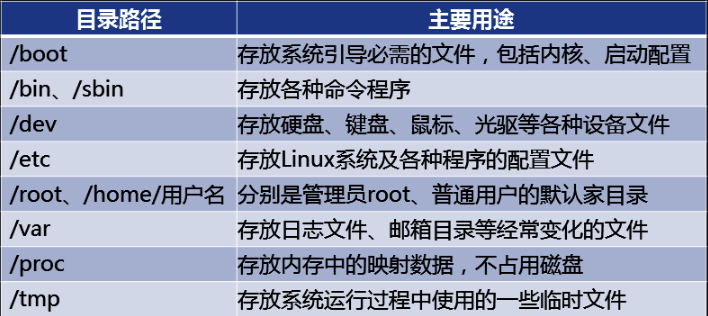 目录路径 主要用途
/boot 存放系统引导必需的文件，包括内核、启动配置
/bin、/sbin 存放各种命令程序
/dev 存放硬盘、键盘、鼠标、光驱等各种设备文件
/etc 存放Linux系统及各种程序的配置文件
/root、/home/用户名 分别是管理员root、普通用户的默认家目录
/var 存放日志文件、邮箱目录等经常变化的文件
/proc 存放内存中的映射数据，不占用磁盘
/tmp 存放系统运行过程中使用的一些临时文件